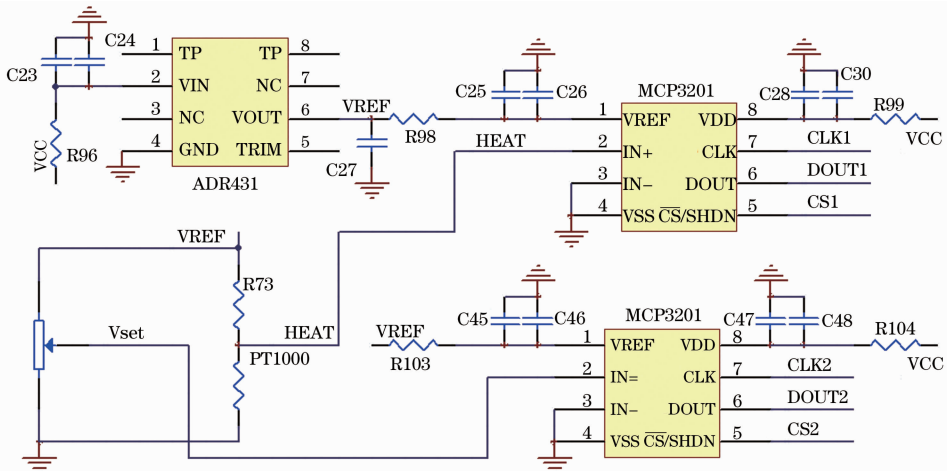 C24
C23
1 TP TP 8
2 VIN NC 7
3 NC VOUT 6
4 GND TRIM 5
ADR431
VCC
R96
VREF
R98
C27
C25
C26
MCP3201
C28
C30
R99
VCC
HEAT
1 VREF VDD 8
2 IN+ CLK 7 CLK1
3 IN− DOUT 6 DOUT1
4 VSS CS/SHDN 5 CS1
VREF
R73
Vset
HEAT
PT1000
VREF
R103
C45
C46
MCP3201
C47
C48
R104
VCC
1 VREF VDD 8
2 IN= CLK 7 CLK2
3 IN− DOUT 6 DOUT2
4 VSS CS/SHDN 5 CS2